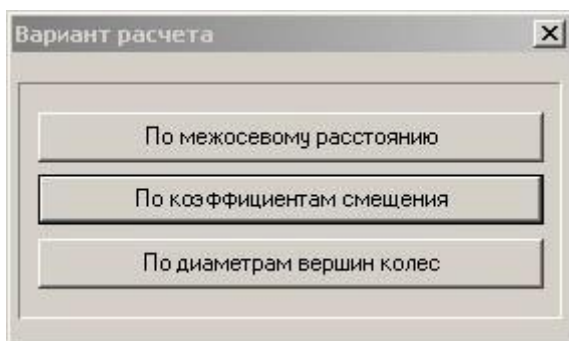 Вариант расчета
По межосевому расстоянию
По коэффициентам смещения
По диаметрам вершин колес